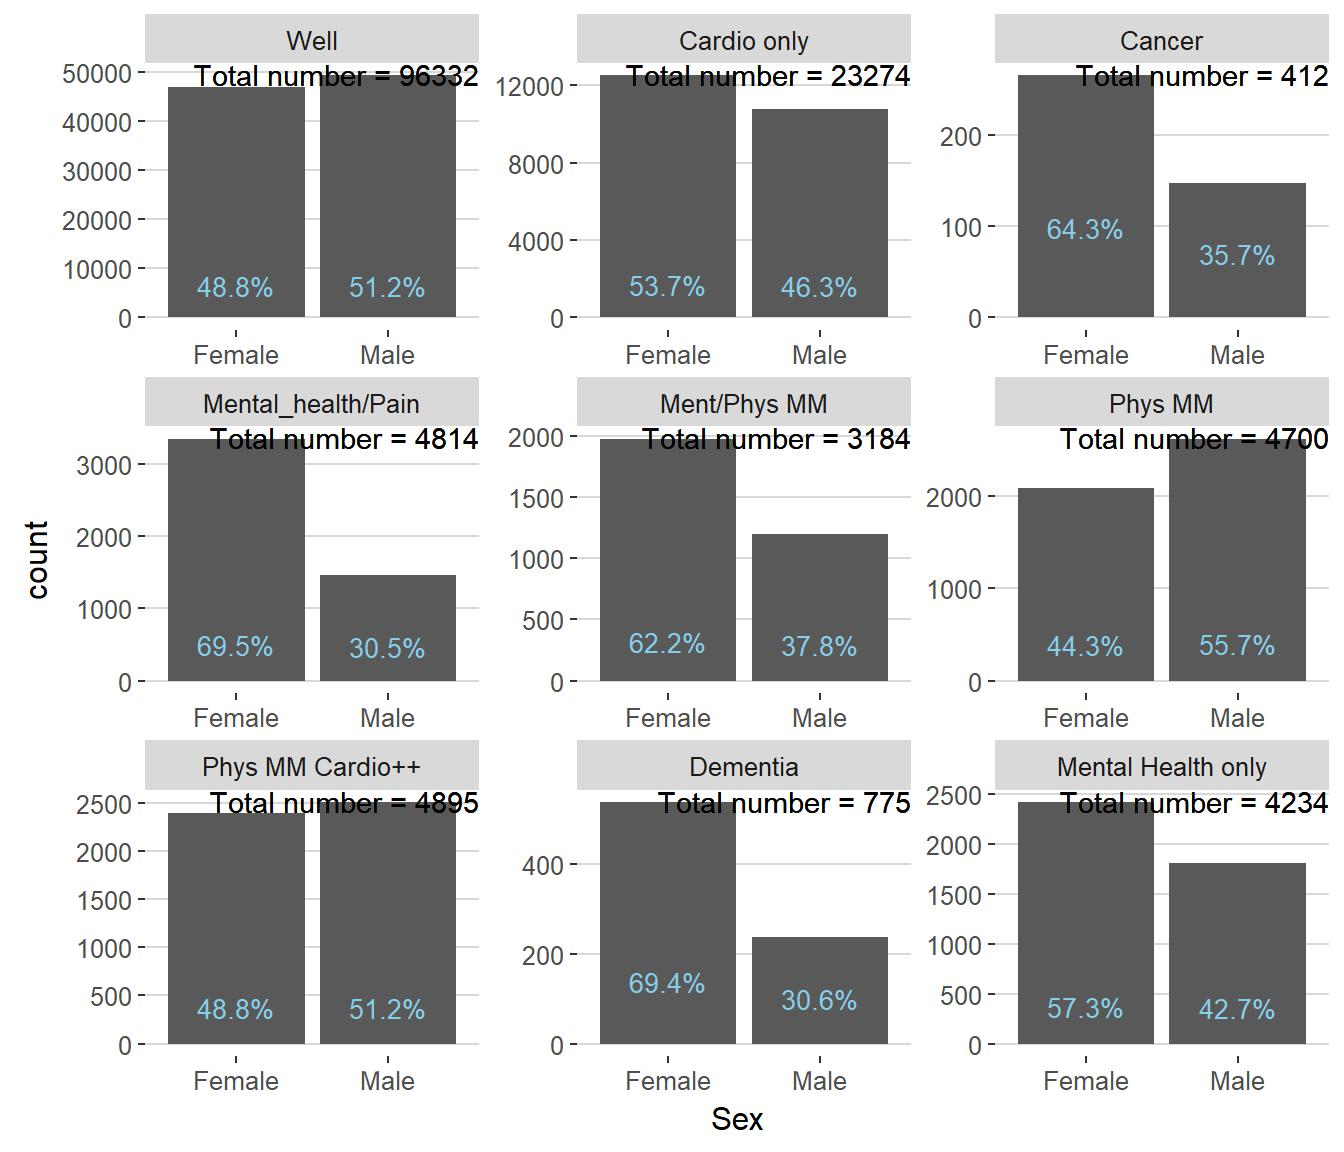 Well
Total number = 96332
50000
40000
30000
20000
10000
0
48.8%
51.2%
Female
Male
Cardio only
Total number = 23274
12000
8000
4000
0
53.7%
46.3%
Female
Male
Cancer
Total number = 412
200
100
0
64.3%
35.7%
Female
Male
Mental_health/Pain
Total number = 4814
3000
2000
1000
0
69.5%
30.5%
Female
Male
Ment/Phys MM
Total number = 3184
2000
1500
1000
500
0
62.2%
37.8%
Female
Male
Phys MM
Total number = 4700
2000
1000
0
44.3%
55.7%
Female
Male
Phys MM Cardio++
Total number = 4895
2500
2000
1500
1000
500
0
48.8%
51.2%
Female
Male
Dementia
Total number = 775
400
200
0
69.4%
30.6%
Female
Male
Mental Health only
Total number = 4234
2500
2000
1500
1000
500
0
57.3%
42.7%
Female
Male
count
Sex